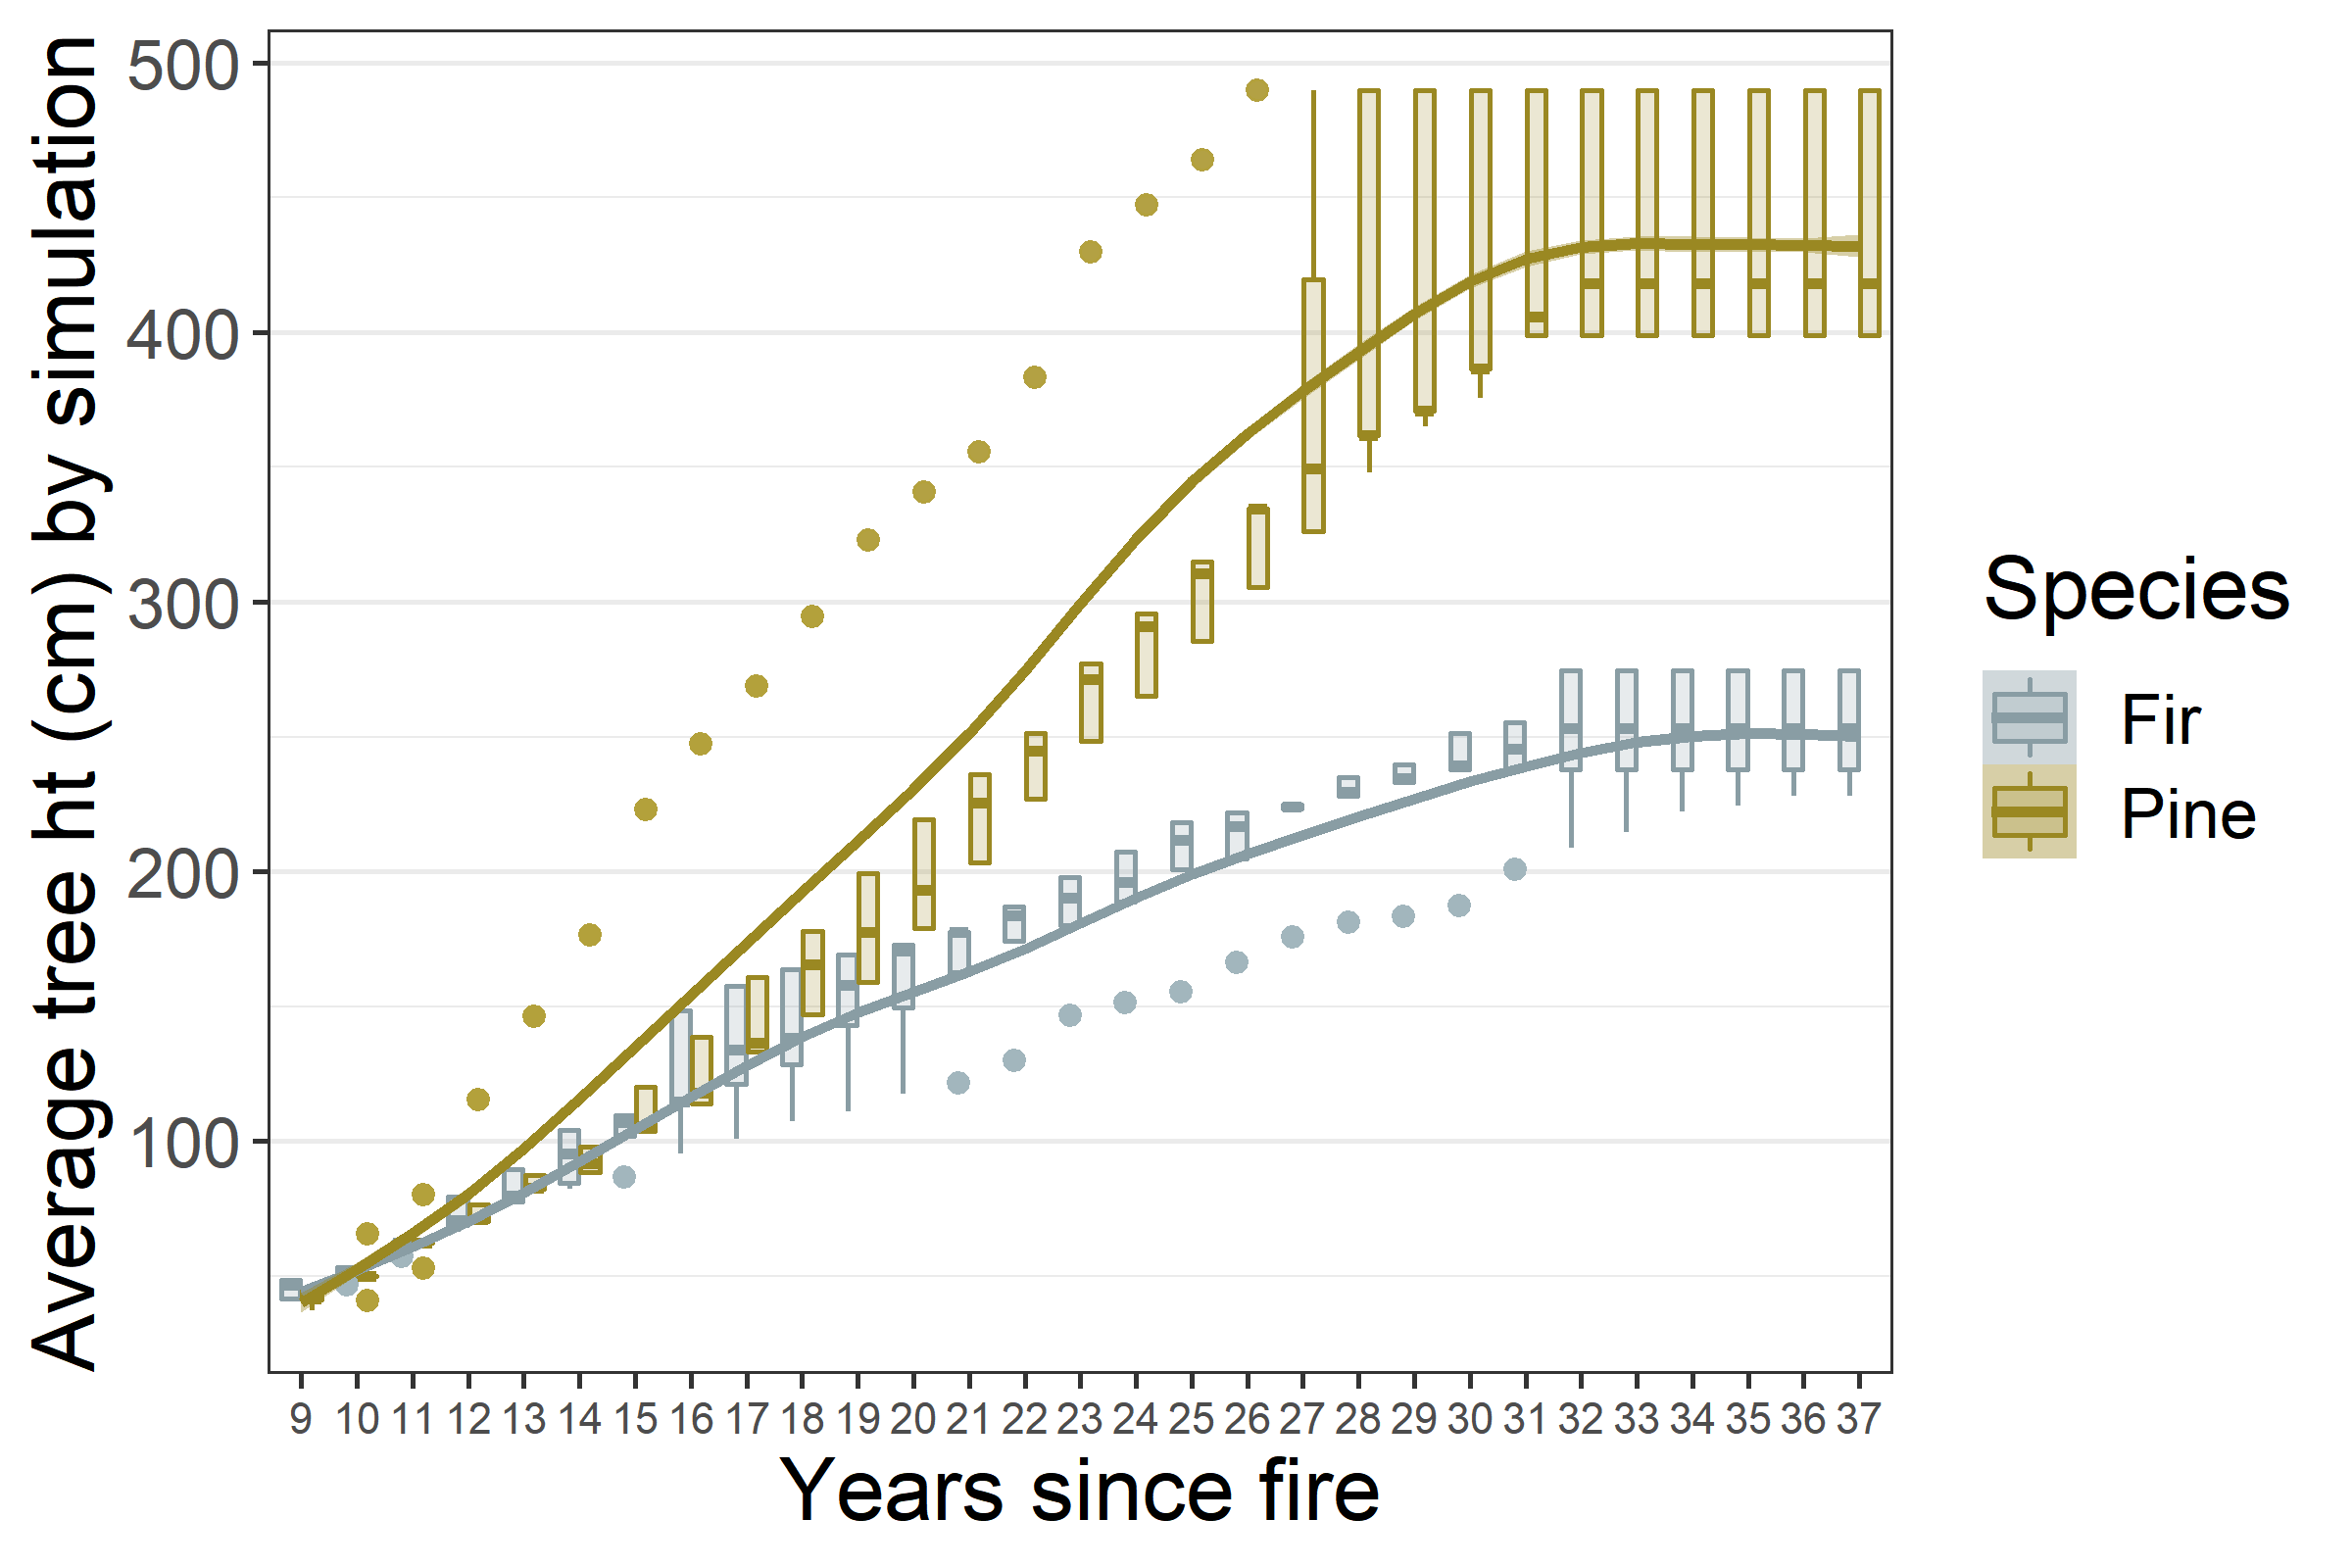 Average tree ht (cm) by simulation
500
400
300
200
100
9 10 11 12 13 14 15 16 17 18 19 20 21 22 23 24 25 26 27 28 29 30 31 32 33 34 35 36 37
Years since fire
Species
Fir
Pine